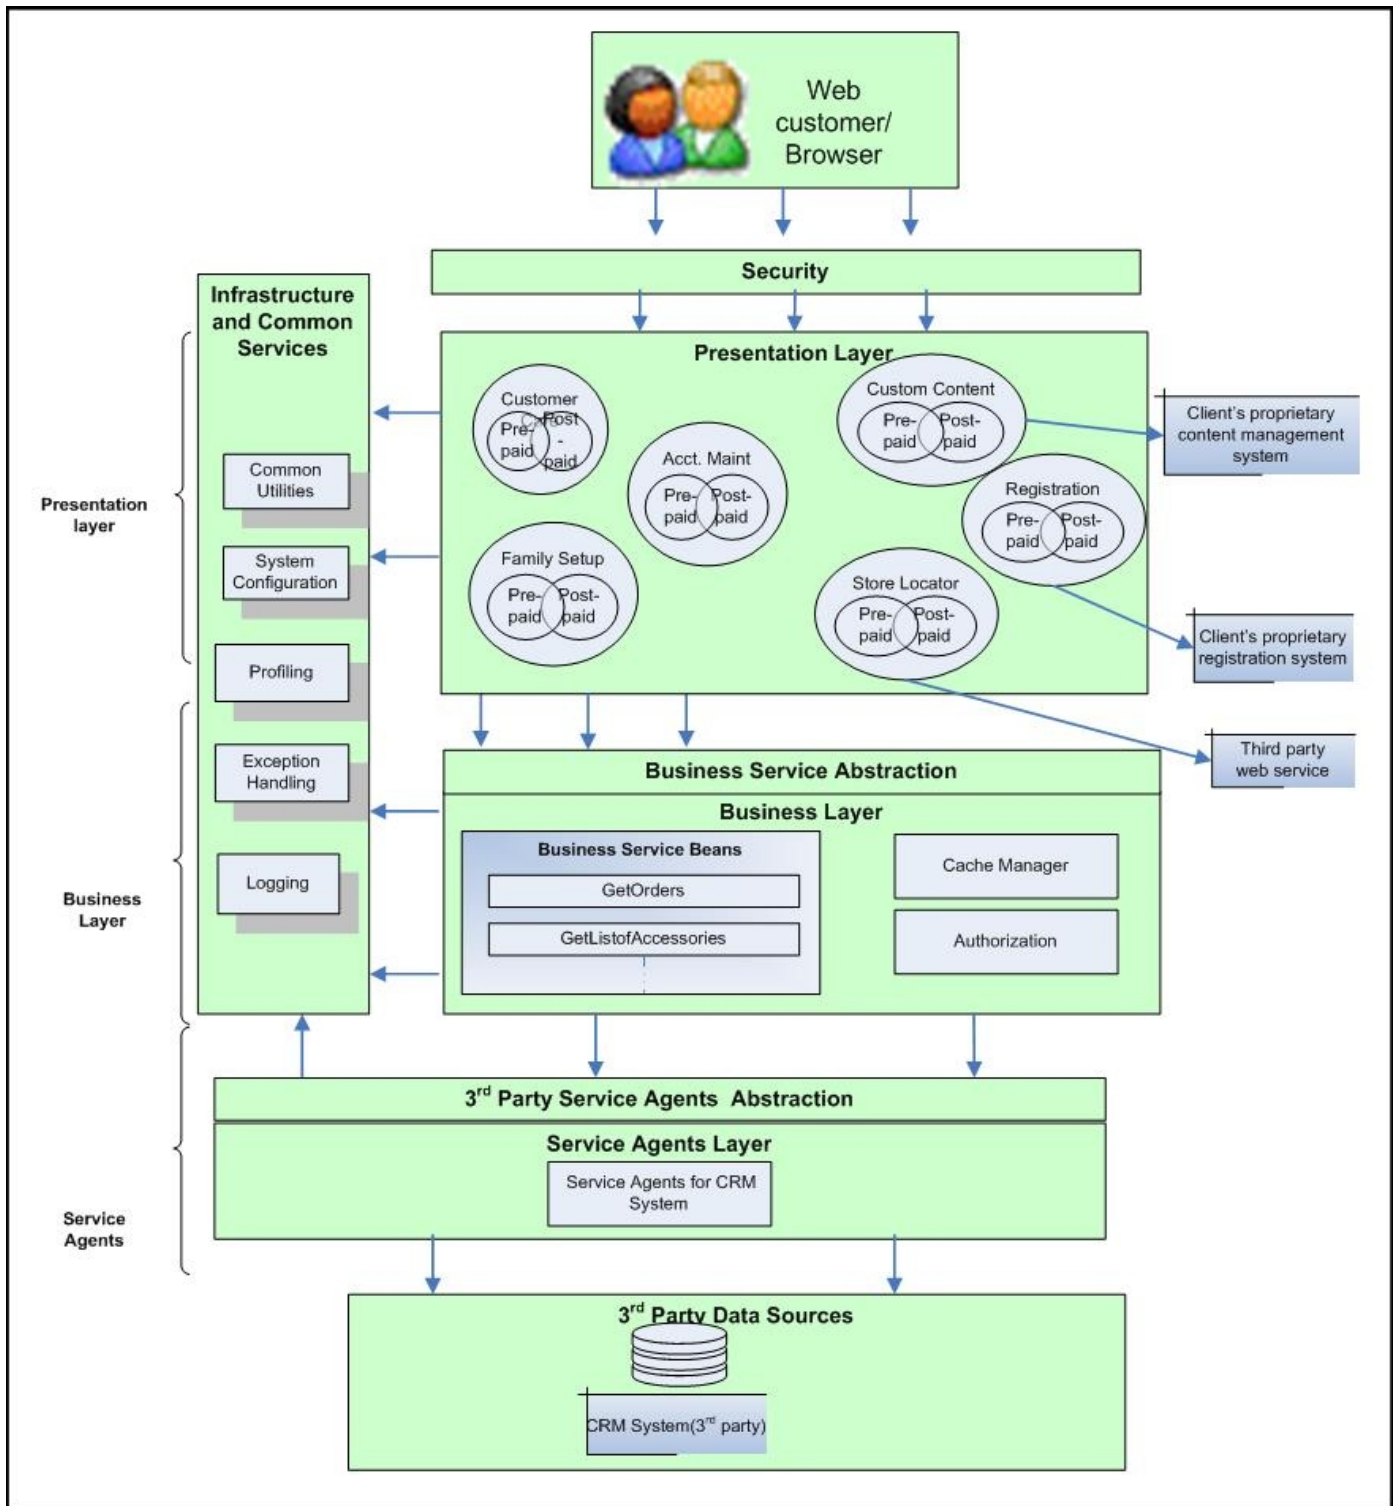 Web
customer/
Browser
Security
Infrastructure
and Common
Services
Common
Utilities
System
Configuration
Profiling
Exception
Handling
Logging
Presentation
layer
Business
Layer
Service
Agents
Presentation Layer
Customer
Pre-
paid
Post
-
paid
Acct. Maint
Pre-
paid
Post-
paid
Custom Content
Pre-
paid
Post-
paid
Registration
Pre-
paid
Post-
paid
Family Setup
Pre-
paid
Post-
paid
Store Locator
Pre-
paid
Post-
paid
Client's proprietary
content management
system
Client's proprietary
registration system
Third party
web service
Business Service Abstraction
Business Layer
Business Service Beans
GetOrders
GetListofAccessories
Cache Manager
Authorization
3rd Party Service Agents Abstraction
Service Agents Layer
Service Agents for CRM
System
3rd Party Data Sources
CRM System(3rd party)